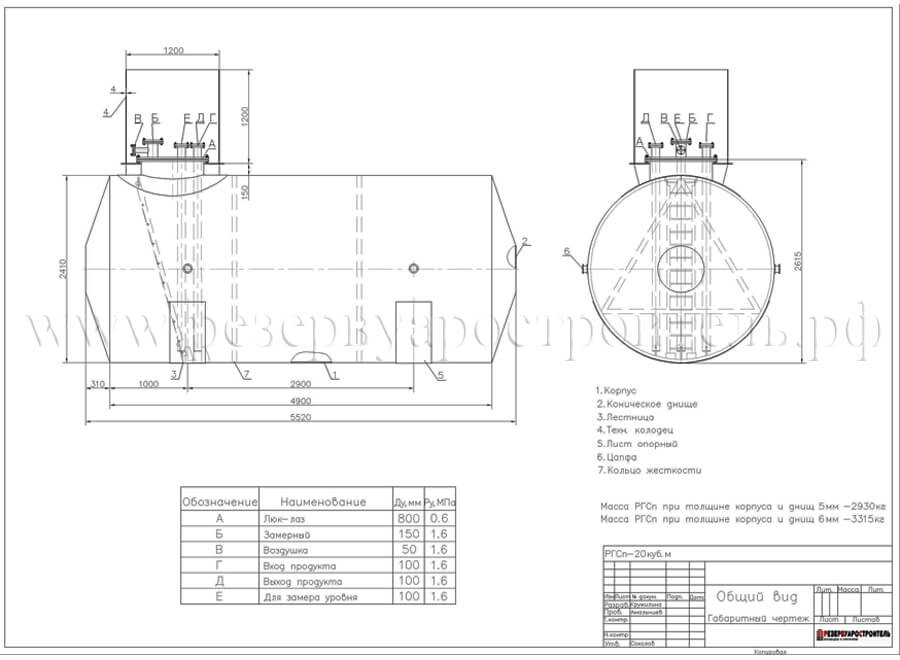 1200
4
4
1200
В
Б
Е
Д
Г
А
150
2410
2
3
7
1
5
310
1000
2900
4900
5520
Д
В
Е
Б
Г
А
6
2615
www.резервуаростроитель.рф
1. Корпус
2. Коническое днище
3. Лестница
4. Техн. колодец
5. Лист опорный
6. Цапфа
7. Кольцо жесткости
Масса РГСп при толщине корпуса и днищ 5мм –2930кг
Масса РГСп при толщине корпуса и днищ 6мм –3315кг
Обозначение Наименование Ду,мм Ру,МПа
А Люк-лаз 800 0.6
Б Замерный 150 1.6
В Воздушка 50 1.6
Г Вход продукта 100 1.6
Д Выход продукта 100 1.6
Е Для замера уровня 100 1.6
РГСп–20куб.м
Изм Лист № докум. Подп. Дата
Разраб. Кружилина
Пров. Амельничев
Т.контр.
Н.контр
Утв. Соколов
Общий вид
Габаритный чертеж
Лит. Масса Лит.
Лист Листов
РЕЗЕРВУАРОСТРОИТЕЛЬ
Копировал